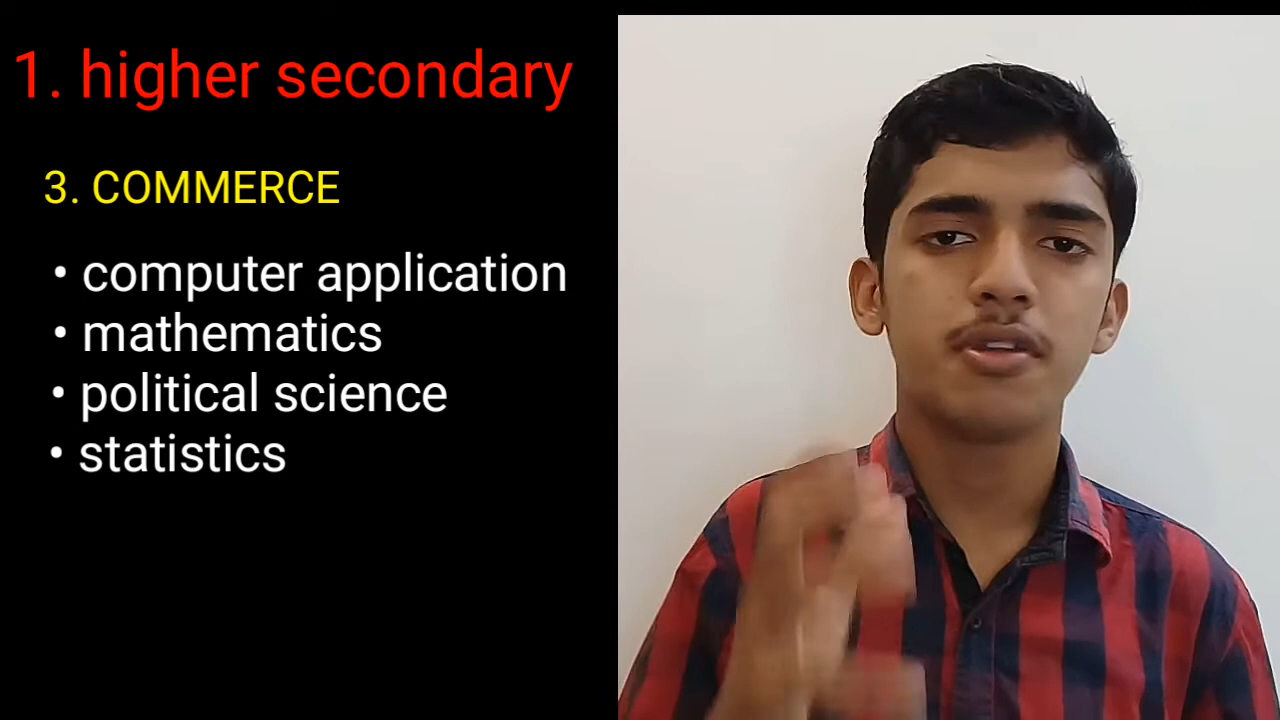 1. higher secondary
3. COMMERCE
• computer application
• mathematics
• political science
• statistics